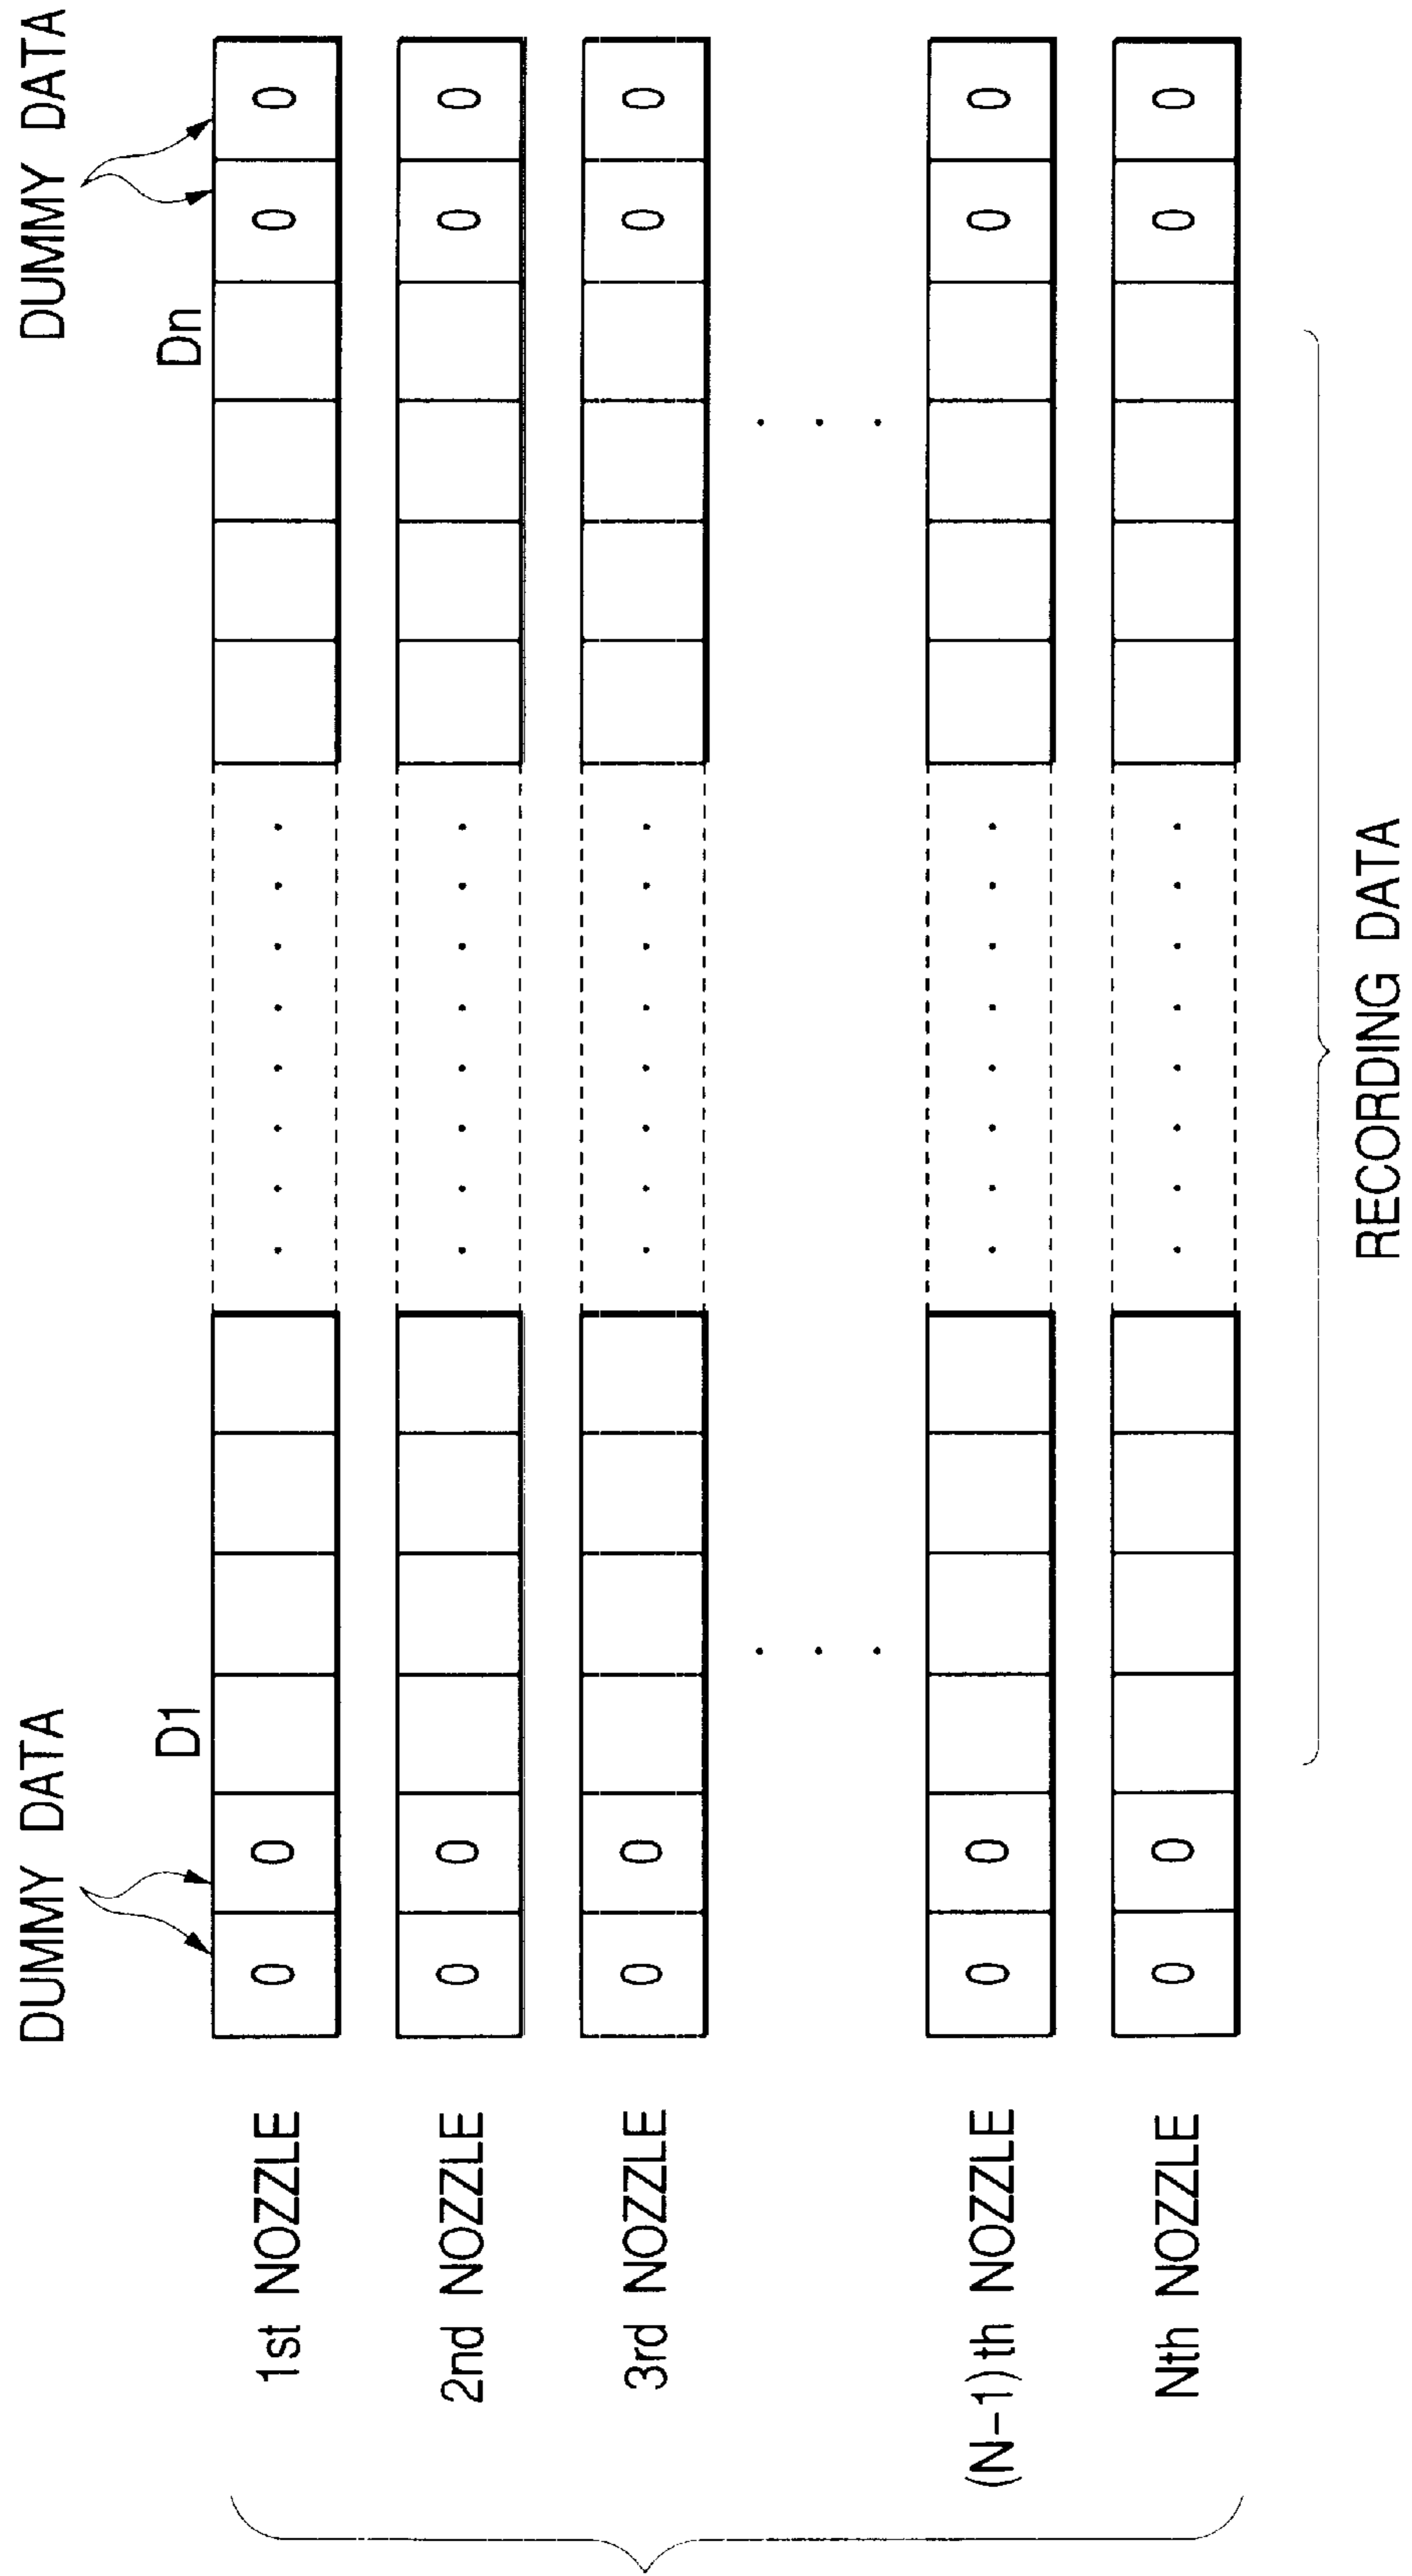 DUMMY DATA DUMMY DATA
D1 Dn
1st NOZZLE 0 0 0 0
2nd NOZZLE 0 0 0 0
3rd NOZZLE 0 0 0 0
(N-1)th NOZZLE 0 0 0 0
Nth NOZZLE 0 0 0 0
RECORDING DATA